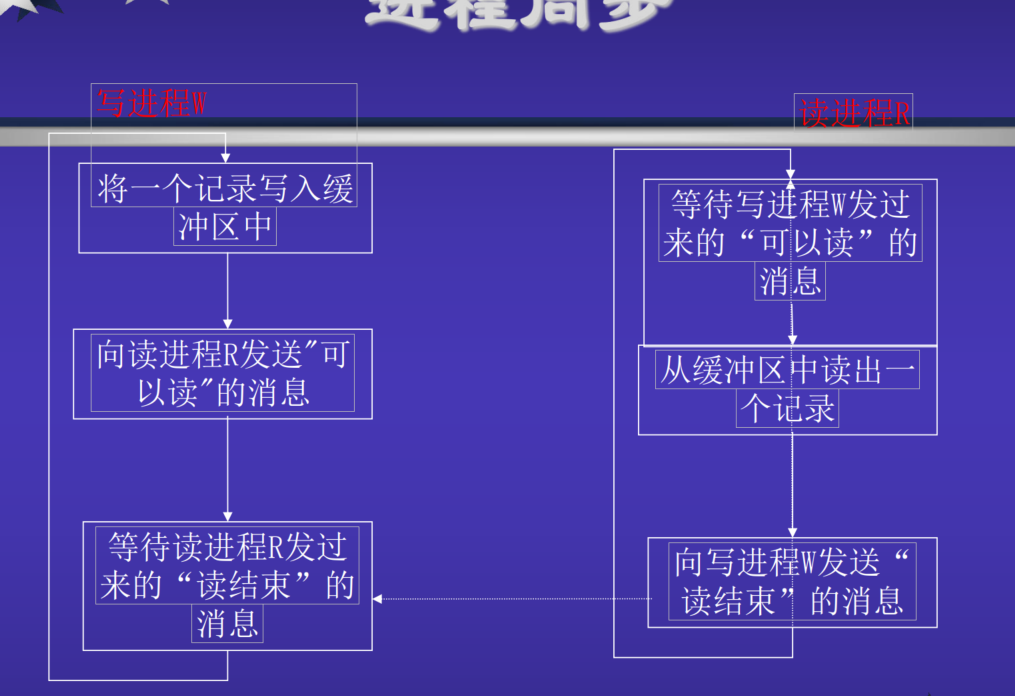 进程同步
写进程W
将一个记录写入缓
冲区中
向读进程R发送"可
以读"的消息
等待读进程R发过
来的“读结束”的
消息
读进程R
等待写进程W发过
来的“可以读”的
消息
从缓冲区中读出一
个记录
向写进程W发送“
读结束”的消息